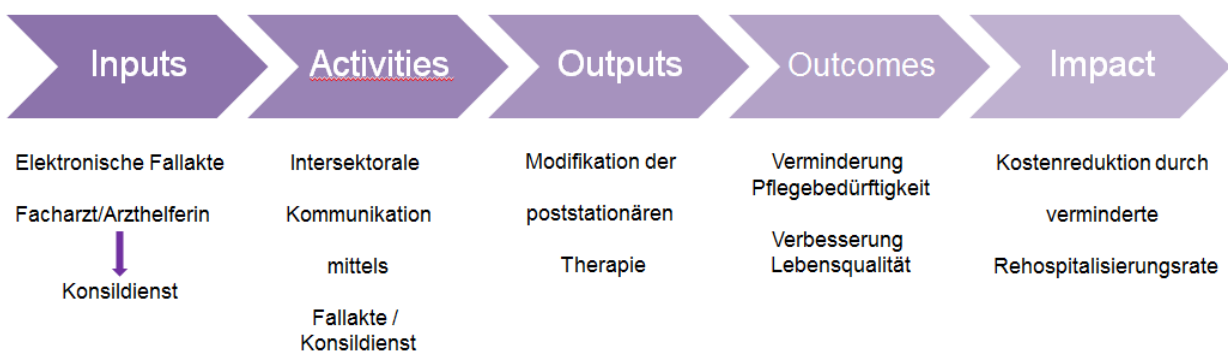 Inputs
Activities
Outputs
Outcomes
Impact
Elektronische Fallakte
Facharzt/Arzthelferin
Konsildienst
Intersektorale
Kommunikation
mittels
Fallakte /
Konsildienst
Modifikation der
poststationären
Therapie
Verminderung
Pflegebedürftigkeit
Verbesserung
Lebensqualität
Kostenreduktion durch
verminderte
Rehospitalisierungsrate